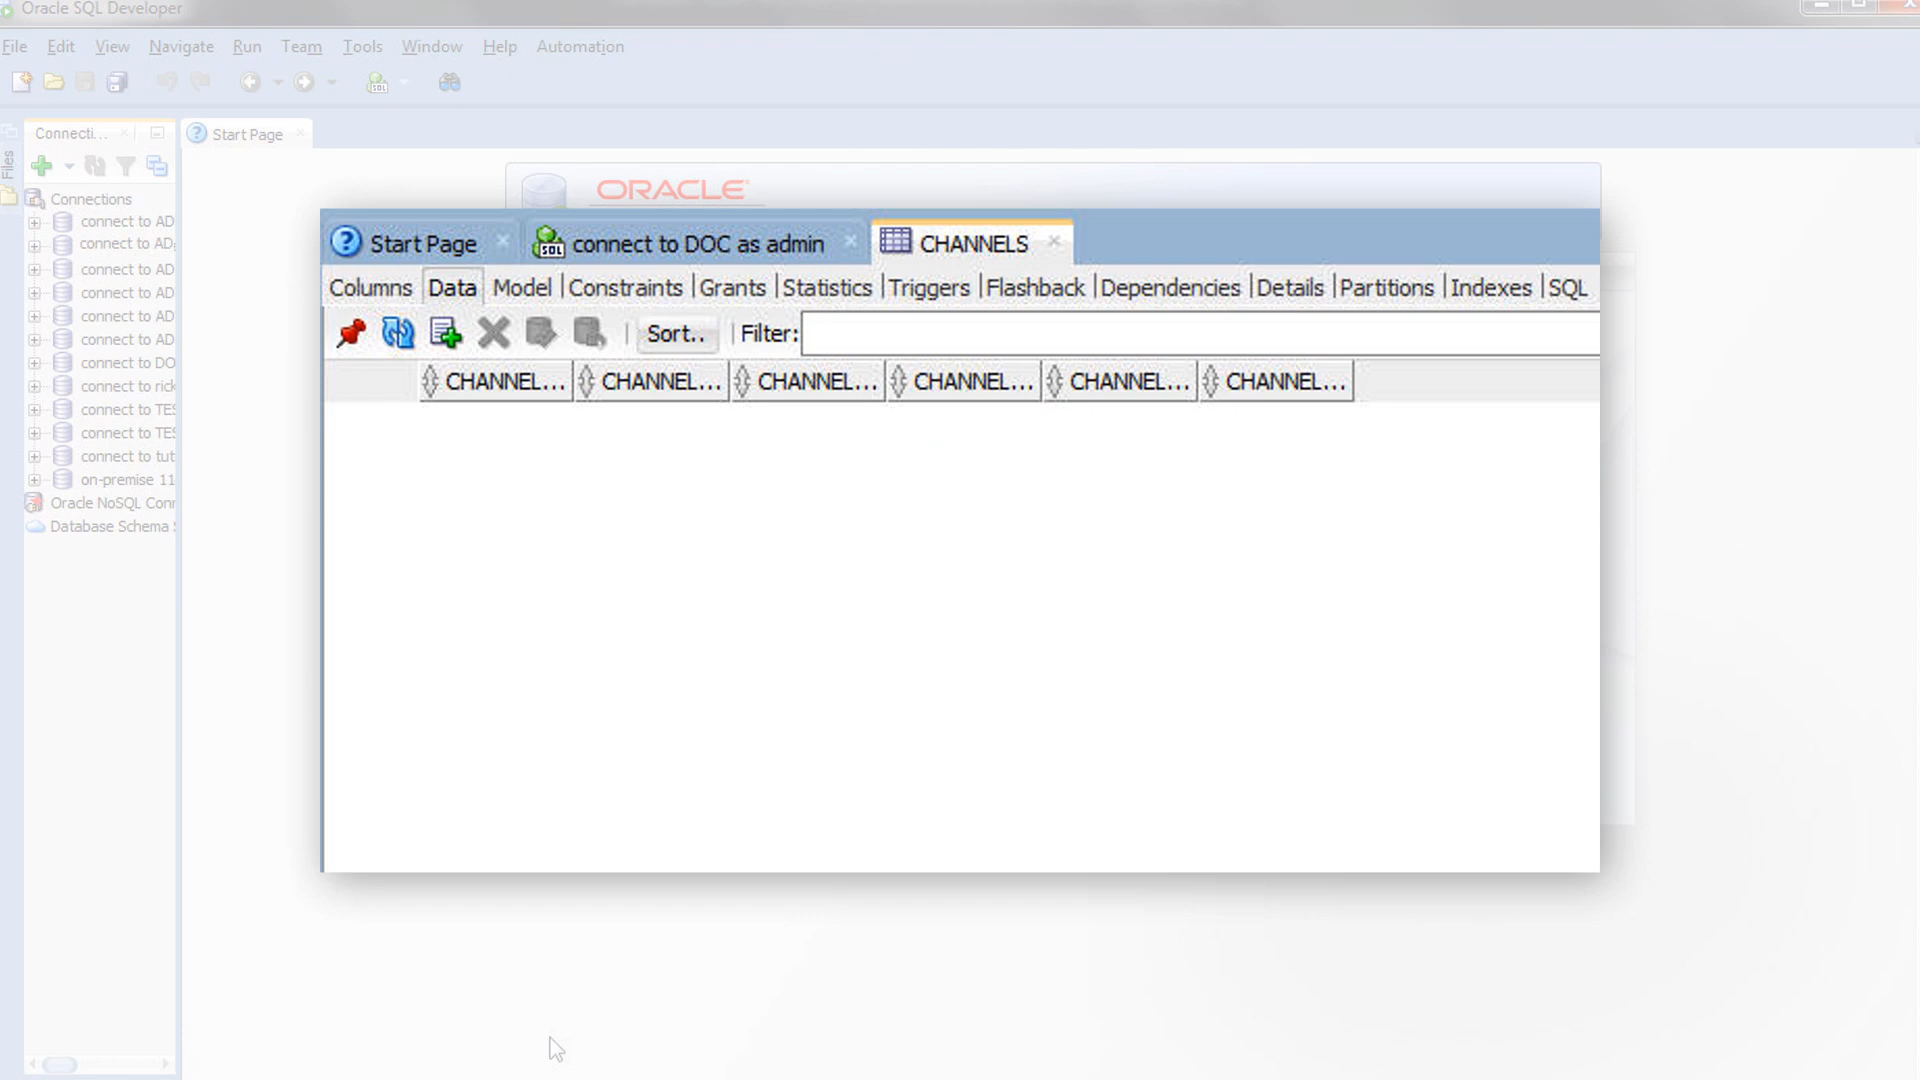 Oracle SQL Developer
File Edit View Navigate Run Team Tools Window Help Automation
Connecti...
Start Page
Files
Connections
connect to AD
connect to AD
connect to AD
connect to AD
connect to AD
connect to AD
connect to DO
connect to rick
connect to TES
connect to TES
connect to tut
on-premise 11
Oracle NoSQL Conn
Database Schema S
ORACLE
Start Page
connect to DOC as admin
CHANNELS
Columns Data Model |Constraints |Grants |Statistics |Triggers |Flashback |Dependencies |Details |Partitions |Indexes |SQL
Sort.. Filter:
CHANNEL... CHANNEL... CHANNEL... CHANNEL... CHANNEL... CHANNEL...